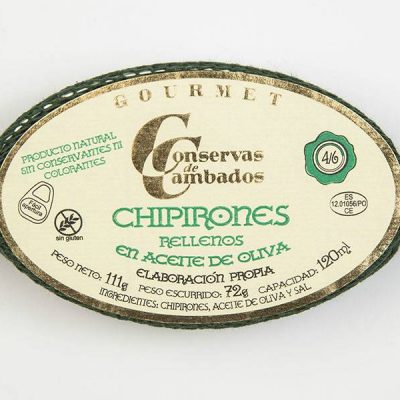 GOURMET
PRODUCTO NATURAL
SIN CONSERVANTES NI
COLORANTES
Conservas
de
Cambados
4/6
Fácil
apertura
sin gluten
ES
12.01056/PO
CE
CHIPIRONES
RELLENOS
EN ACEITE DE OLIVA
ELABORACIÓN PROPIA
PESO NETO: 111g PESO ESCURRIDO: 72g CAPACIDAD: 120ml
INGREDIENTES: CHIPIRONES, ACEITE DE OLIVA Y SAL